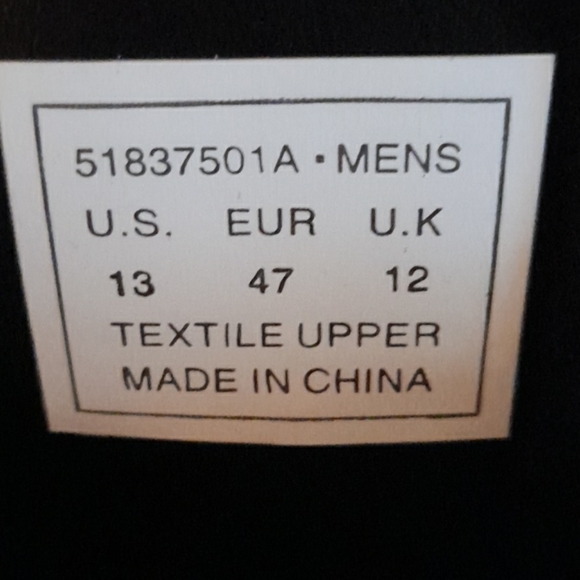 51837501A • MENS
U.S. EUR U.K
13 47 12
TEXTILE UPPER
MADE IN CHINA